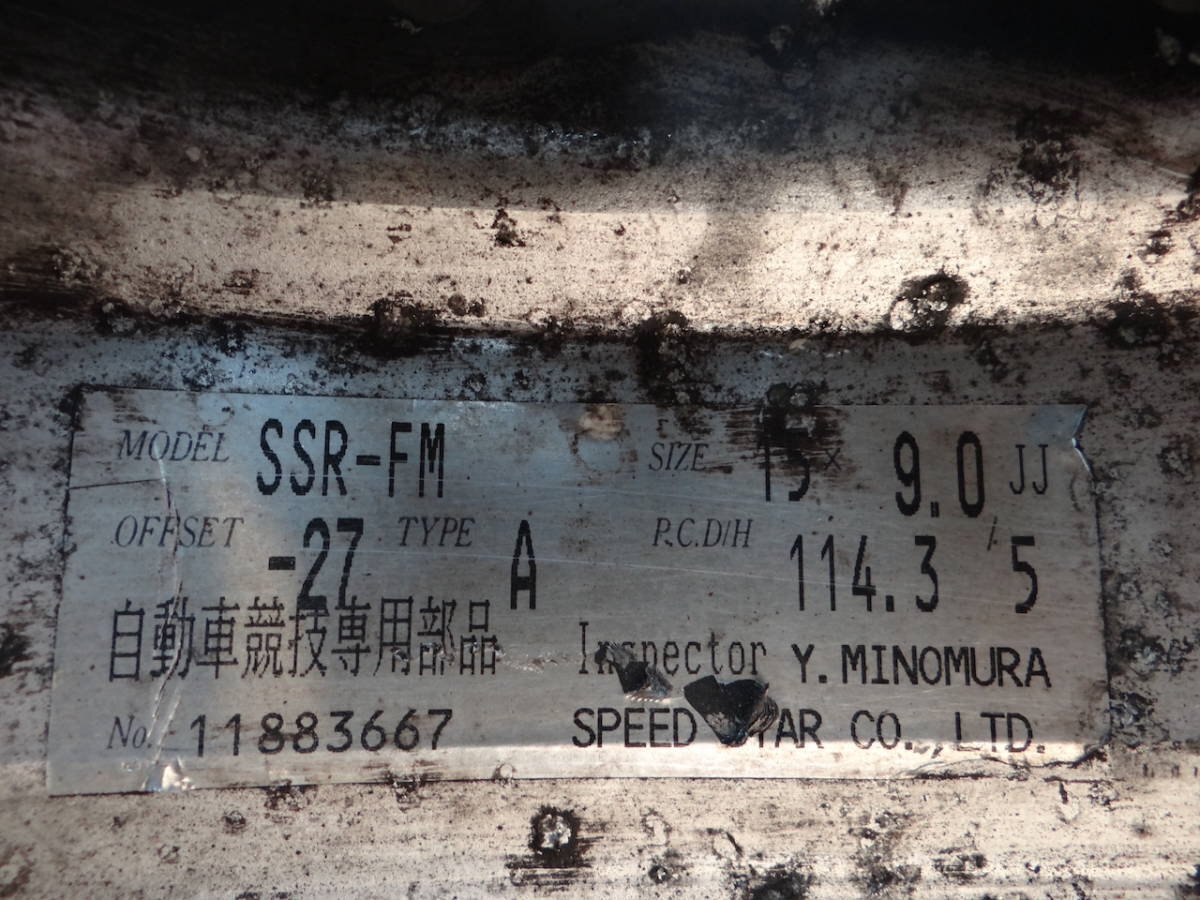 MODEL SSR-FM SIZE 15 × 9.0 JJ
OFFSET -27 TYPE A P.C.D/H 114.3 / 5
自動車競技専用部品 Inspector Y.MINOMURA
No. 11883667 SPEED STAR CO.,LTD.